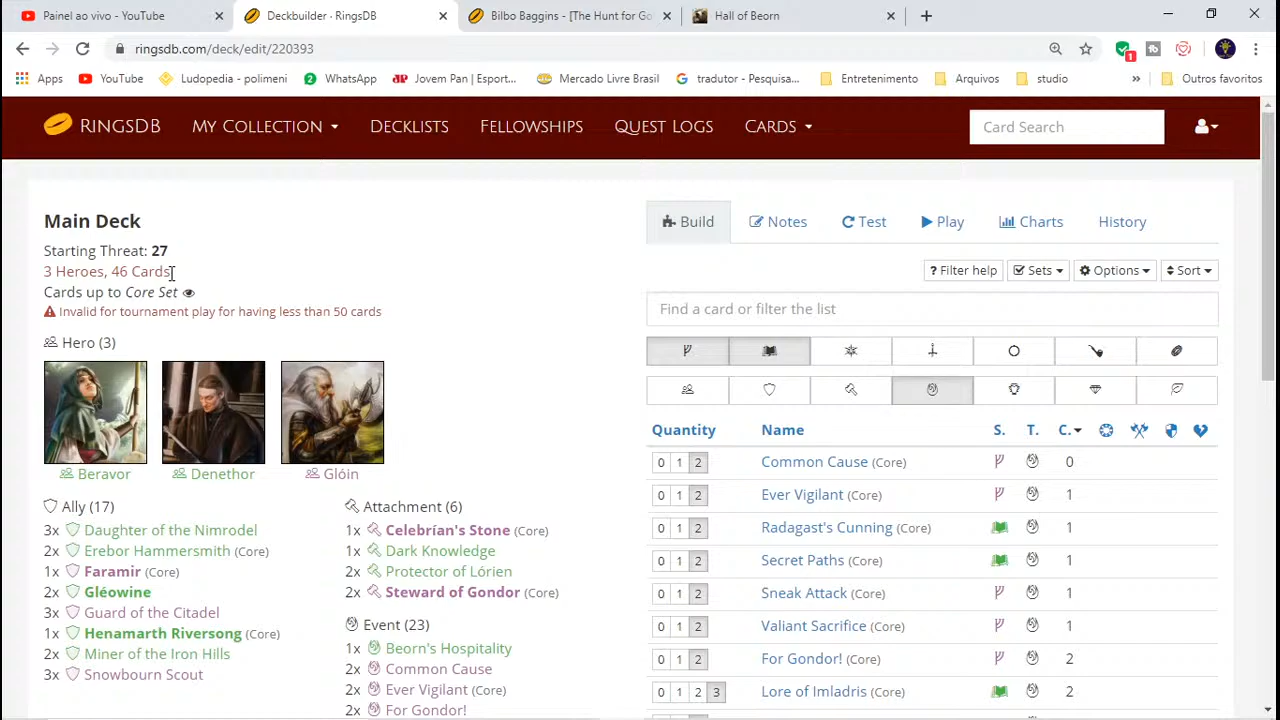 Painel ao vivo - YouTube
Deckbuilder · RingsDB
Bilbo Baggins - [The Hunt for Go
Hall of Beorn
ringsdb.com/deck/edit/220393
1
Apps YouTube Ludopedia - polimeni WhatsApp Jovem Pan | Esport... Mercado Livre Brasil tradutor - Pesquisa... Entretenimento Arquivos studio » Outros favoritos
RINGSDB MY COLLECTION DECKLISTS FELLOWSHIPS QUEST LOGS CARDS Card Search
Main Deck
Starting Threat: 27
3 Heroes, 46 Cards
Cards up to Core Set
Invalid for tournament play for having less than 50 cards
Hero (3)
Beravor Denethor Glóin
Ally (17)
3x Daughter of the Nimrodel
2x Erebor Hammersmith (Core)
1x Faramir (Core)
2x Gléowine
3x Guard of the Citadel
1x Henamarth Riversong (Core)
2x Miner of the Iron Hills
3x Snowbourn Scout
Attachment (6)
1x Celebrían's Stone (Core)
1x Dark Knowledge
2x Protector of Lórien
2x Steward of Gondor (Core)
Event (23)
1x Beorn's Hospitality
2x Common Cause
2x Ever Vigilant (Core)
2x For Gondor!
Build Notes Test Play Charts History
? Filter help Sets Options Sort
Find a card or filter the list
Quantity Name S. T. C.
0 1 2 Common Cause (Core) 0
0 1 2 Ever Vigilant (Core) 1
0 1 2 Radagast's Cunning (Core) 1
0 1 2 Secret Paths (Core) 1
0 1 2 Sneak Attack (Core) 1
0 1 2 Valiant Sacrifice (Core) 1
0 1 2 For Gondor! (Core) 2
0 1 2 3 Lore of Imladris (Core) 2